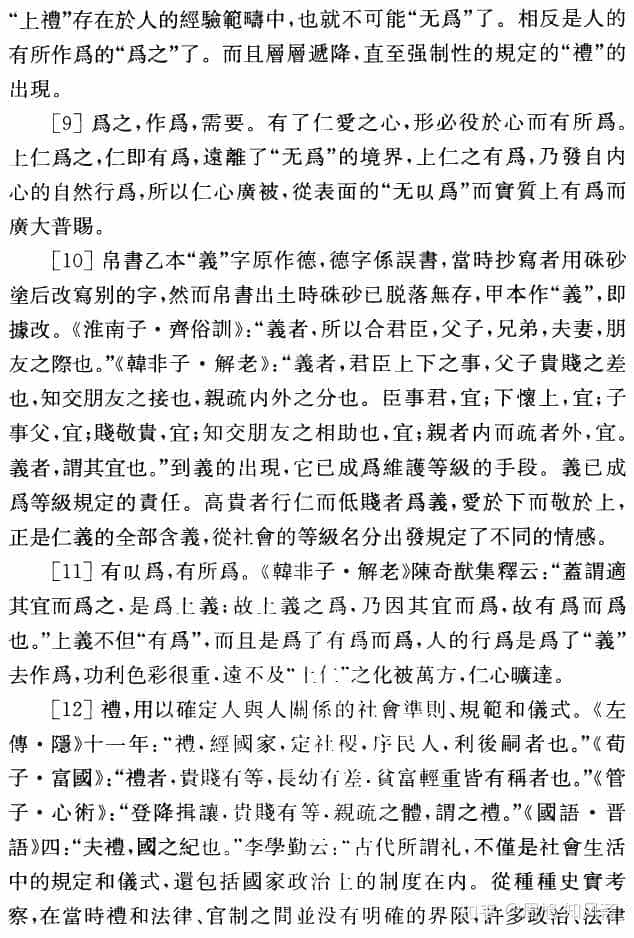 “上禮”存在於人的經驗範疇中,也就不可能“无爲”了。相反是人的
有所作爲的“爲之”了。而且層層遞降,直至强制性的規定的“禮”的
出現。
[9] 爲之,作爲,需要。有了仁愛之心,形必役於心而有所爲。
上仁爲之,仁即有爲,遠離了“无爲”的境界,上仁之有爲,乃發自内
心的自然行爲,所以仁心廣被,從表面的“无㠯爲”而實質上有爲而
廣大普賜。
[10] 帛書乙本“義”字原作德,德字係誤書,當時抄寫者用硃砂
塗后改寫别的字,然而帛書出土時硃砂已脱落無存,甲本作“義”,即
據改。《淮南子·齊俗訓》:“義者,所以合君臣,父子,兄弟,夫妻,朋
友之際也。”《韓非子·解老》:“義者,君臣上下之事,父子貴賤之差
也,知交朋友之接也,親疏内外之分也。臣事君,宜;下懷上,宜;子
事父,宜;賤敬貴,宜;知交朋友之相助也,宜;親者内而疏者外,宜。
義者,謂其宜也。”到義的出現,它已成爲維護等級的手段。義已成
爲等級規定的責任。高貴者行仁而低賤者爲義,愛於下而敬於上,
正是仁義的全部含義,從社會的等級名分出發規定了不同的情感。
[11] 有㠯爲,有所爲。《韓非子·解老》陳奇猷集釋云:“蓋謂適
其宜而爲之,是爲上義;故上義之爲,乃因其宜而爲,故有爲而爲
也。”上義不但“有爲”,而且是爲了有爲而爲,人的行爲是爲了“義”
去作爲,功利色彩很重,遠不及“上仁”之化被萬方,仁心曠達。
[12] 禮,用以確定人與人關係的社會準則、規範和儀式。《左
傳·隱》十一年:“禮,經國家,定社稷,序民人,利後嗣者也。”《荀
子·富國》:“禮者,貴賤有等,長幼有差,貧富輕重皆有稱者也。”《管
子·心術》:“登降揖讓,貴賤有等,親疏之體,謂之禮。”《國語·晋
語》四:“夫禮,國之紀也。”李學勤云:“古代所謂礼,不僅是社會生活
中的規定和儀式,還包括國家政治上的制度在内。從種種史實考
察,在當時禮和法律、官制之間並没有明確的界限,許多政治、法律